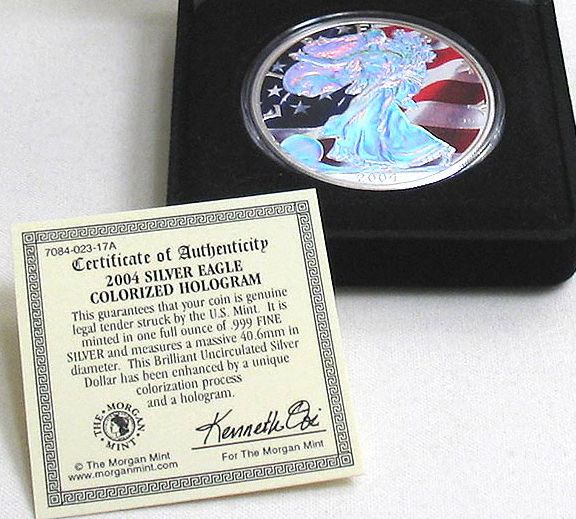 2004
7084-023-17A
Certificate of Authenticity
2004 SILVER EAGLE
COLORIZED HOLOGRAM
This guarantees that your coin is genuine
legal tender struck by the U.S. Mint. It is
minted in one full ounce of .999 FINE
SILVER and measures a massive 40.6mm in
diameter. This Brilliant Uncirculated Silver
Dollar has been enhanced by a unique
colorization process
and a hologram.
THE MORGAN
MINT
© The Morgan Mint
www.morganmint.com
For The Morgan Mint